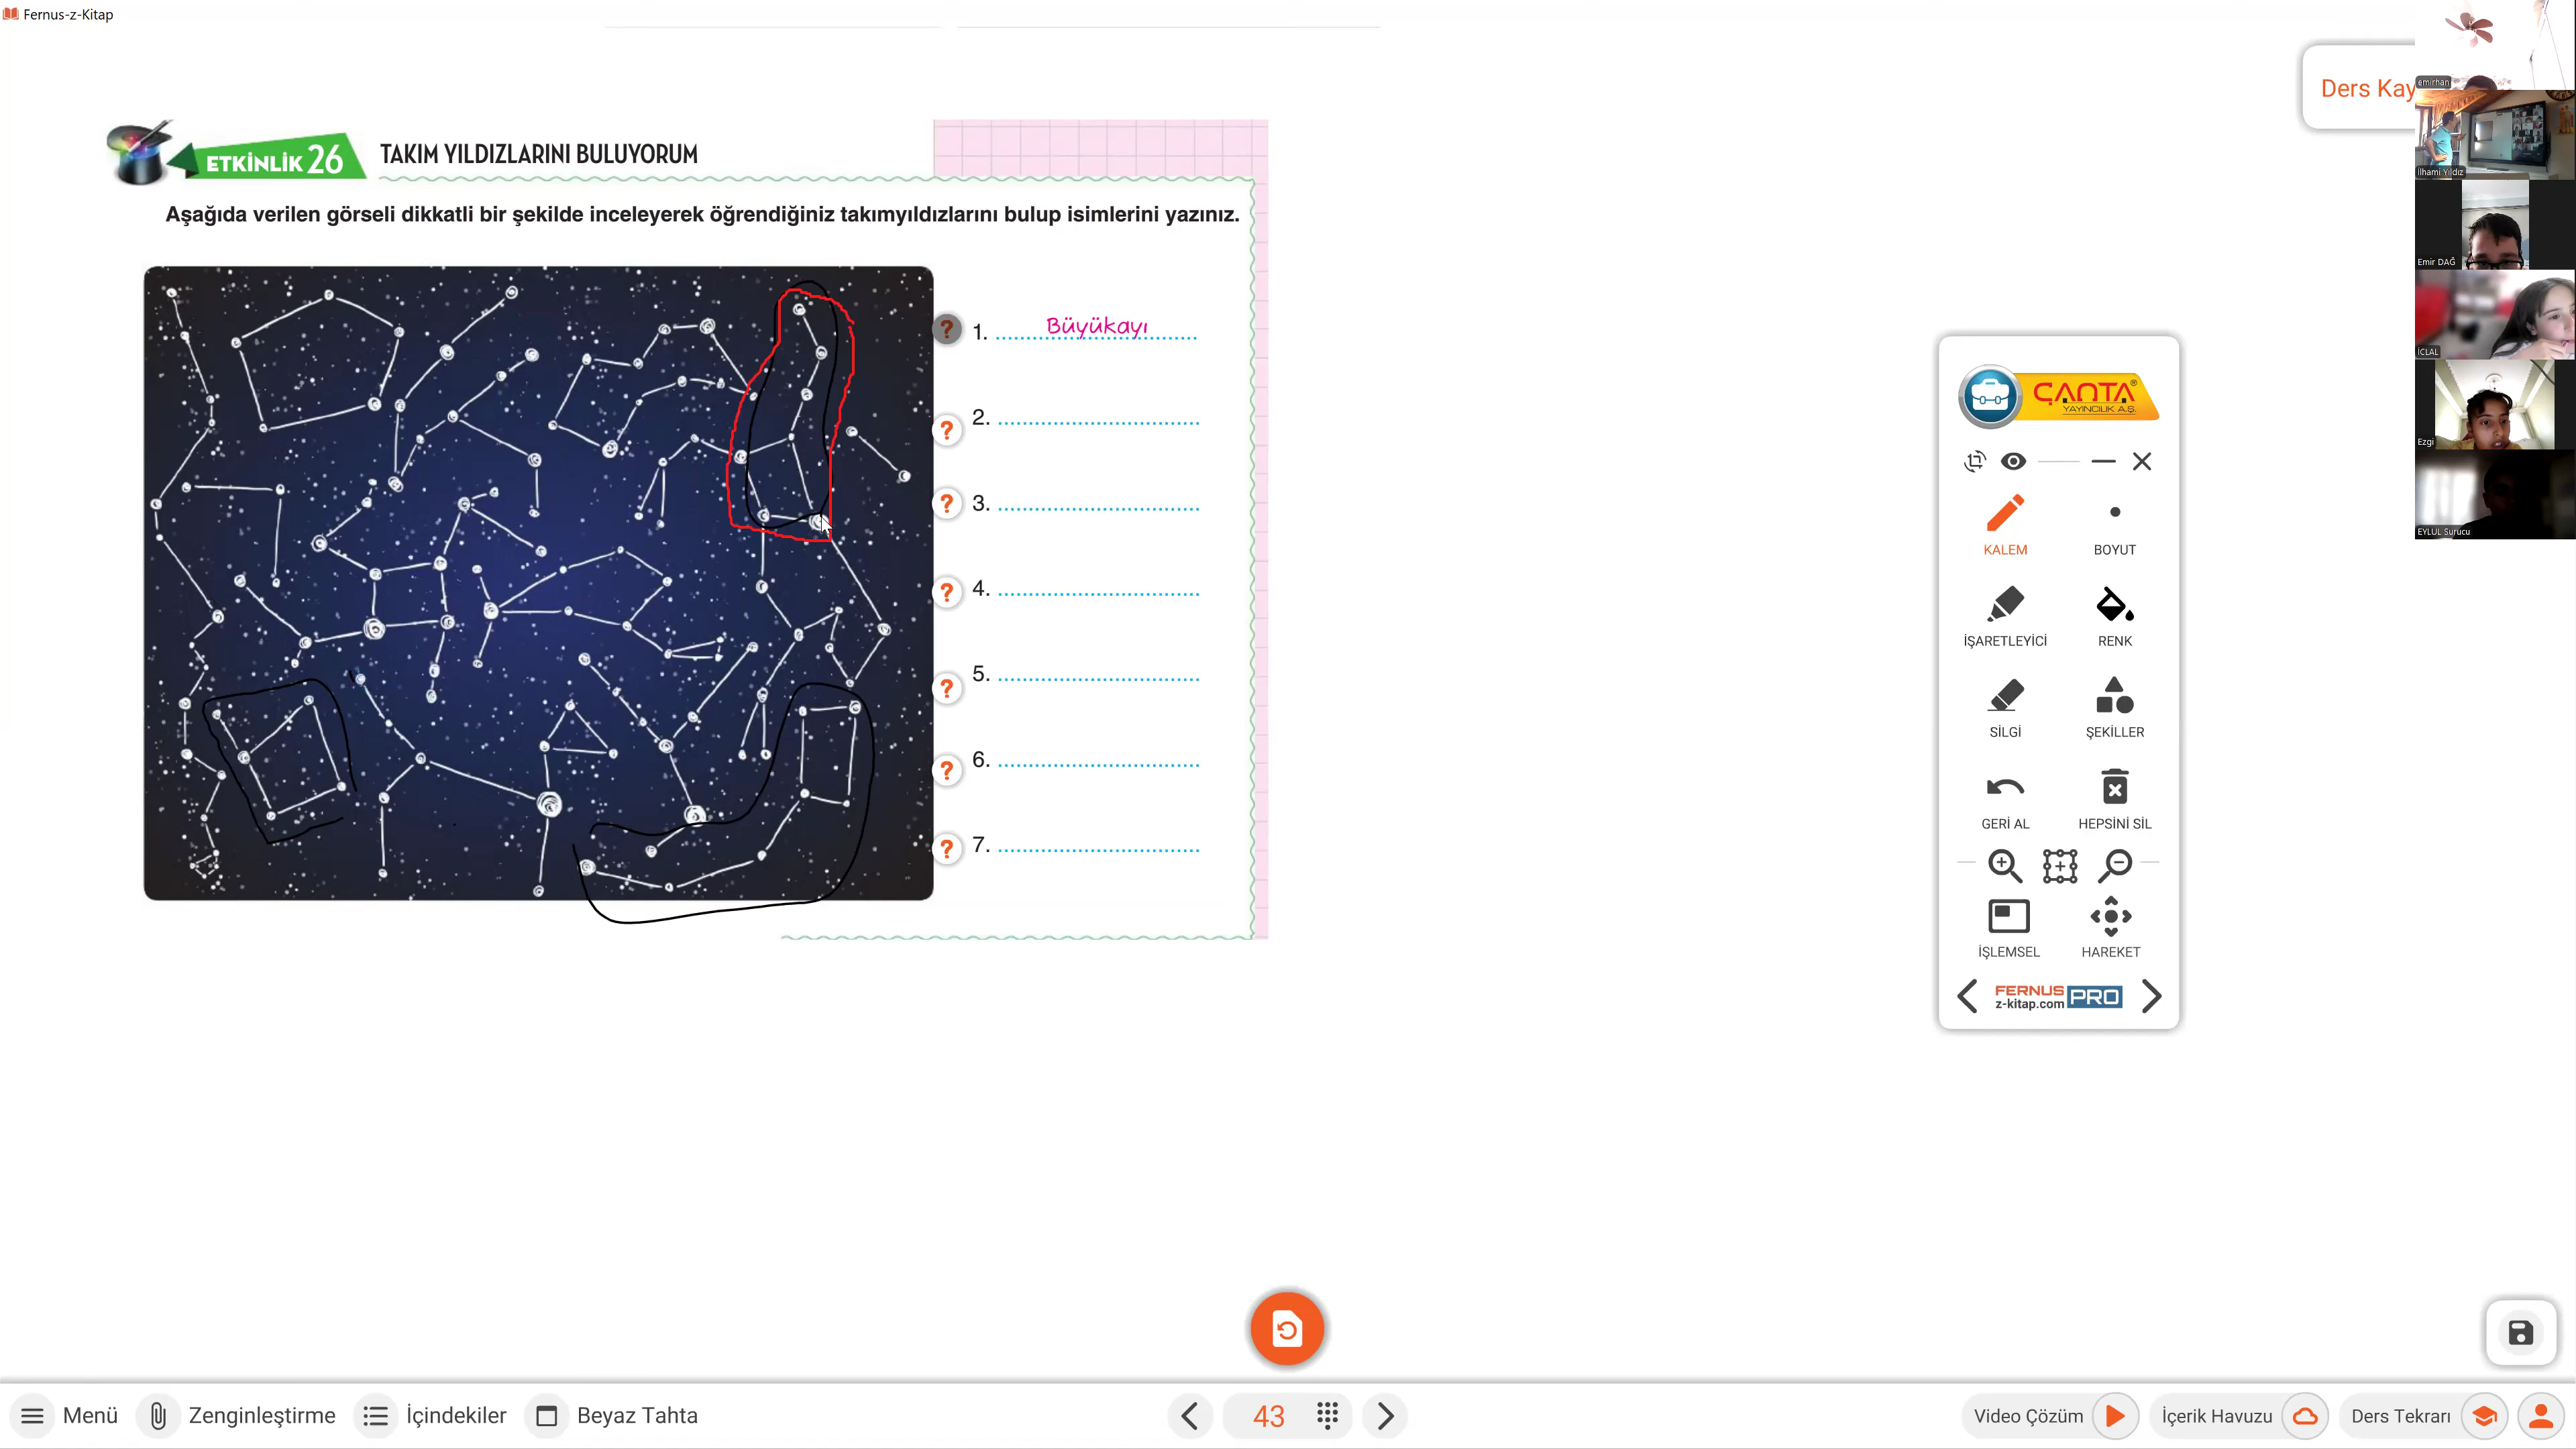 Fernus-z-Kitap
Ders Kay
emirhan
İlhami Yıldız
Emir DAĞ
İCLAL
Ezgi
EYLÜL Sürücü
ETKİNLİK 26
TAKIM YILDIZLARINI BULUYORUM
Aşağıda verilen görseli dikkatli bir şekilde inceleyerek öğrendiğiniz takımyıldızlarını bulup isimlerini yazınız.
? 1. Büyükayı
? 2.
? 3.
? 4.
? 5.
? 6.
? 7.
ÇANTA®
YAYINCILIK A.Ş.
KALEM
BOYUT
İŞARETLEYİCİ
RENK
SİLGİ
ŞEKİLLER
GERİ AL
HEPSİNİ SİL
İŞLEMSEL
HAREKET
FERNUS PRO
z-kitap.com
Menü
Zenginleştirme
İçindekiler
Beyaz Tahta
43
Video Çözüm
İçerik Havuzu
Ders Tekrarı